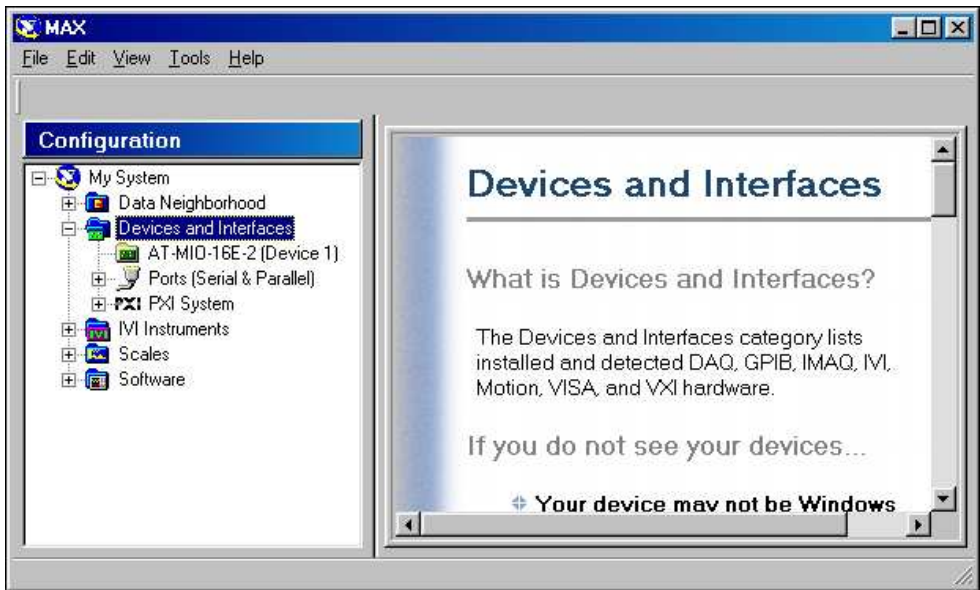 MAX
File Edit View Tools Help
Configuration
My System
Data Neighborhood
Devices and Interfaces
AT-MIO-16E-2 (Device 1)
Ports (Serial & Parallel)
PXI PXI System
IVI Instruments
Scales
Software
Devices and Interfaces
What is Devices and Interfaces?
The Devices and Interfaces category lists
installed and detected DAQ, GPIB, IMAQ, IVI,
Motion, VISA, and VXI hardware.
If you do not see your devices...
Your device may not be Windows